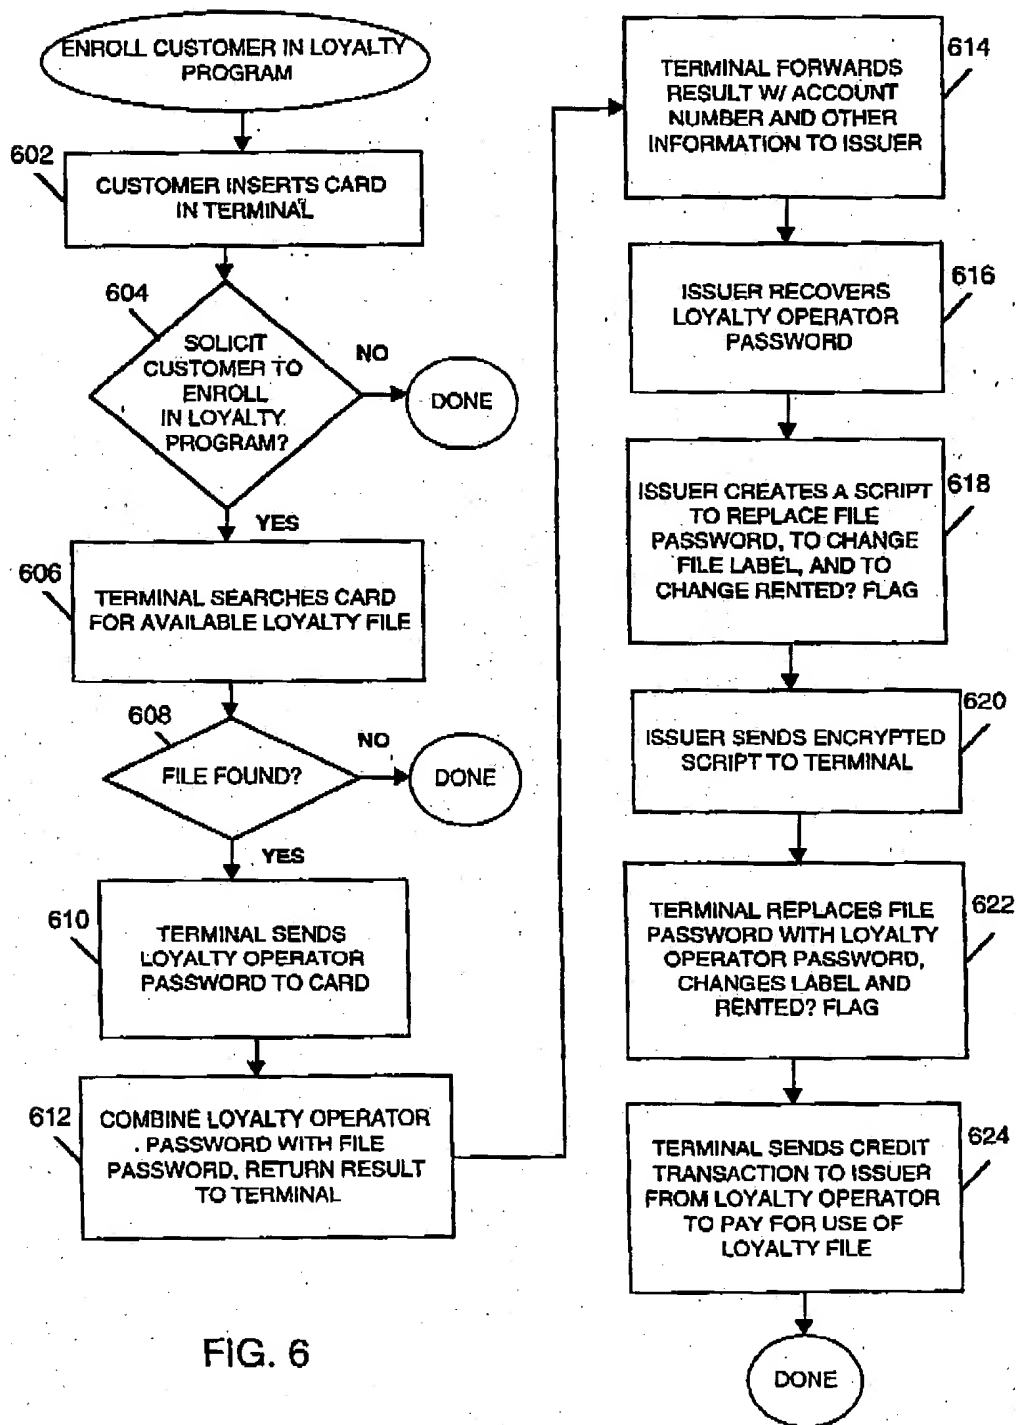 ENROLL CUSTOMER IN LOYALTY
PROGRAM
602
CUSTOMER INSERTS CARD
IN TERMINAL
604
SOLICIT
CUSTOMER TO
ENROLL
IN LOYALTY
PROGRAM?
NO
DONE
YES
606
TERMINAL SEARCHES CARD
FOR AVAILABLE LOYALTY FILE
608
FILE FOUND?
NO
DONE
YES
610
TERMINAL SENDS
LOYALTY OPERATOR
PASSWORD TO CARD
612
COMBINE LOYALTY OPERATOR
PASSWORD WITH FILE
PASSWORD, RETURN RESULT
TO TERMINAL
614
TERMINAL FORWARDS
RESULT W/ ACCOUNT
NUMBER AND OTHER
INFORMATION TO ISSUER
616
ISSUER RECOVERS
LOYALTY OPERATOR
PASSWORD
618
ISSUER CREATES A SCRIPT
TO REPLACE FILE
PASSWORD, TO CHANGE
FILE LABEL, AND TO
CHANGE RENTED? FLAG
620
ISSUER SENDS ENCRYPTED
SCRIPT TO TERMINAL
622
TERMINAL REPLACES FILE
PASSWORD WITH LOYALTY
OPERATOR PASSWORD,
CHANGES LABEL AND
RENTED? FLAG
624
TERMINAL SENDS CREDIT
TRANSACTION TO ISSUER
FROM LOYALTY OPERATOR
TO PAY FOR USE OF
LOYALTY FILE
DONE
FIG. 6